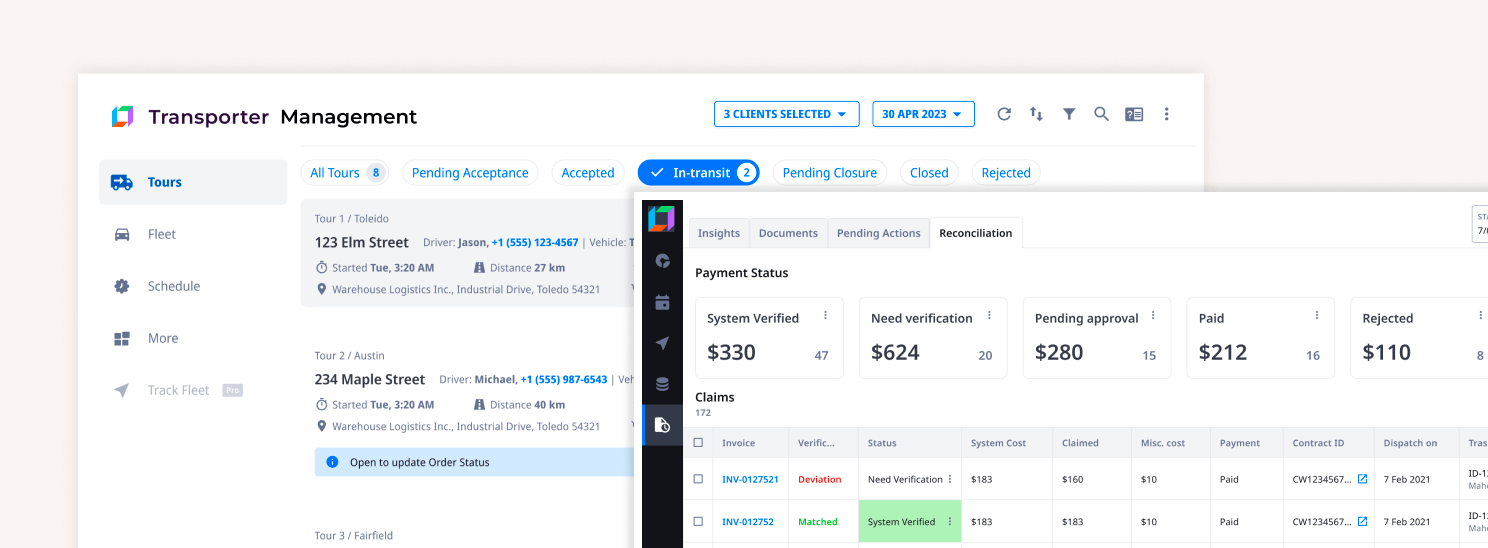 Transporter Management
3 CLIENTS SELECTED
30 APR 2023
Tours
Fleet
Schedule
More
Track Fleet Pro
All Tours 8
Pending Acceptance
Accepted
In-transit 2
Pending Closure
Closed
Rejected
Tour 1 / Toleido
123 Elm Street Driver: Jason, +1 (555) 123-4567 | Vehicle:
Started Tue, 3:20 AM Distance 27 km
Warehouse Logistics Inc., Industrial Drive, Toledo 54321
Tour 2 / Austin
234 Maple Street Driver: Michael, +1 (555) 987-6543 |
Started Tue, 3:20 AM Distance 40 km
Warehouse Logistics Inc., Industrial Drive, Toledo 54321
Open to update Order Status
Tour 3 / Fairfield
Insights Documents Pending Actions Reconciliation
Payment Status
System Verified Need verification Pending approval Paid Rejected
$330 47 $624 20 $280 15 $212 16 $110 8
Claims
172
Invoice Verific... Status System Cost Claimed Misc. cost Payment Contract ID Dispatch on
INV-0127521 Deviation Need Verification $183 $160 $10 Paid CW1234567... 7 Feb 2021
INV-012752 Matched System Verified $183 $183 $10 Paid CW1234567... 7 Feb 2021